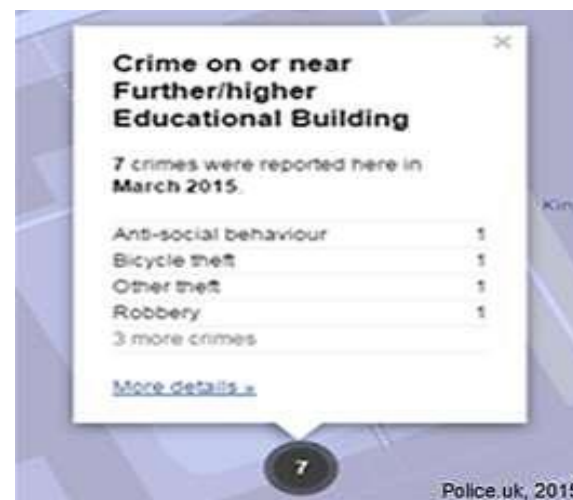 ×
Crime on or near
Further/higher
Educational Building
7 crimes were reported here in
March 2015.
Anti-social behaviour 1
Bicycle theft 1
Other theft 1
Robbery 1
3 more crimes
More details »
Kin
7
Police.uk, 2015